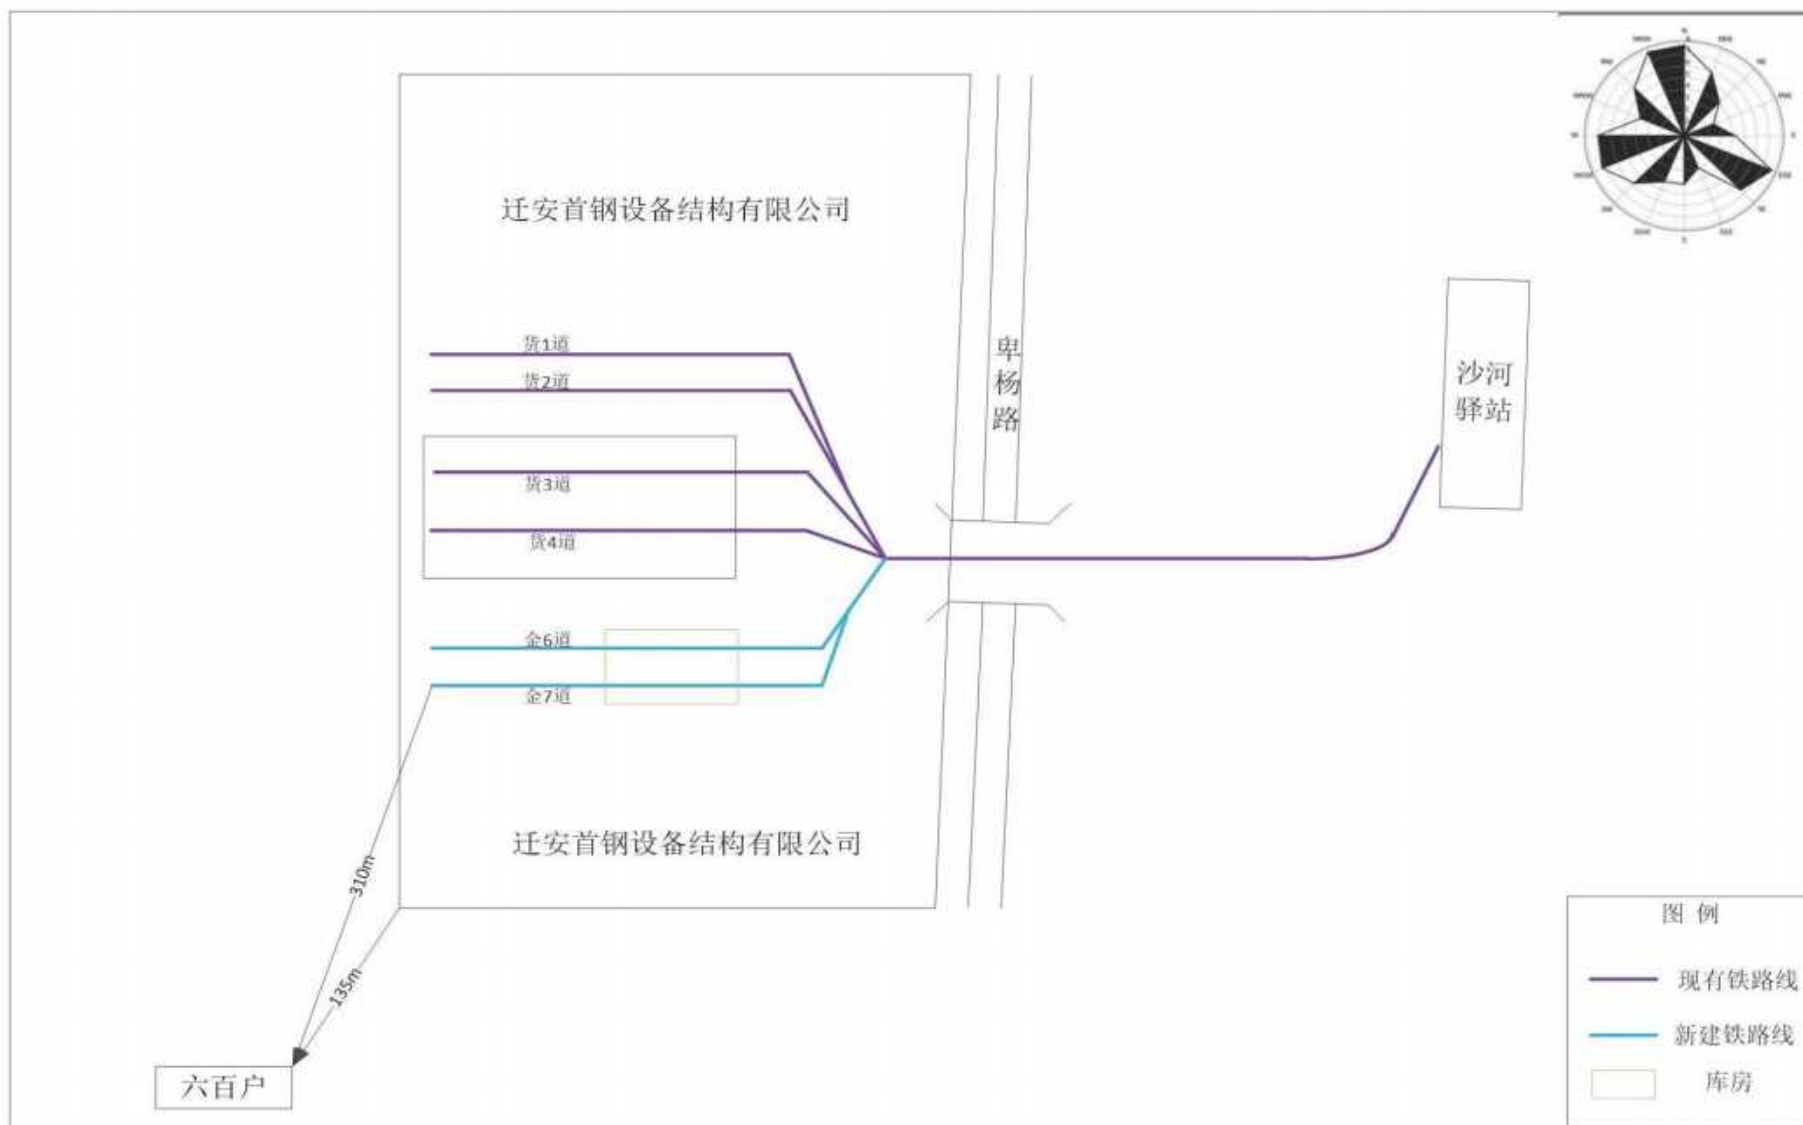 N
迁安首钢设备结构有限公司
货1道
货2道
货3道
货4道
金6道
金7道
卑杨路
沙河
驿站
迁安首钢设备结构有限公司
310m
135m
六百户
图 例
现有铁路线
新建铁路线
库房